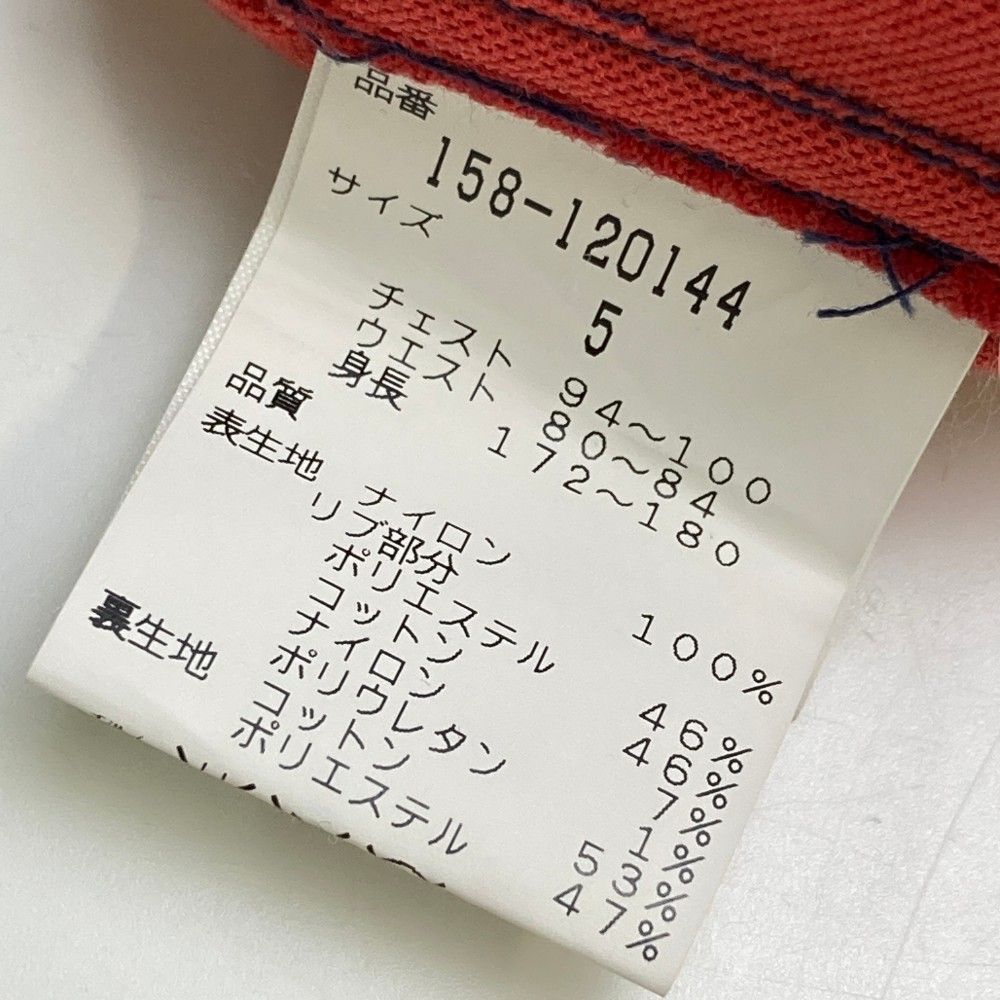 品番
158-120144
サイズ 5
チェスト 94～100
ウエスト 80～84
身長 172～180
品質
表生地
ナイロン 100%
リブ部分
ポリエステル 46%
コットン 46%
ナイロン 7%
ポリウレタン 1%
裏生地 コットン 53%
ポリエステル 47%